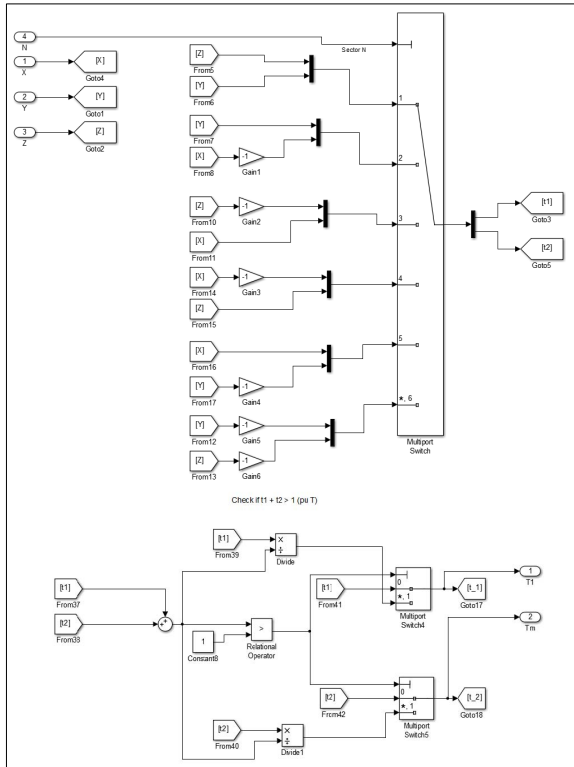 4
N
Sector N
1
X
[X]
Goto4
2
Y
[Y]
Goto1
3
Z
[Z]
Goto2
[Z]
From5
[Y]
From6
1
[Y]
From7
[X]
From8
-1
Gain1
2
[Z]
From10
-1
Gain2
[X]
From11
3
[X]
From14
-1
Gain3
[Z]
From15
4
[X]
From16
[Y]
From17
-1
Gain4
5
[Y]
From12
-1
Gain5
[Z]
From13
-1
Gain6
*, 6
Multiport
Switch
[t1]
Goto3
[t2]
Goto5
Check if t1 + t2 > 1 (pu T)
[t1]
From39
×
÷
Divide
[t1]
From37
[t2]
From38
+
+
1
Constant8
>
Relational
Operator
[t1]
From41
0
*, 1
Multiport
Switch4
[t_1]
Goto17
1
T1
[t2]
From42
0
*, 1
Multiport
Switch5
[t_2]
Goto18
2
Tm
[t2]
From40
×
÷
Divide1